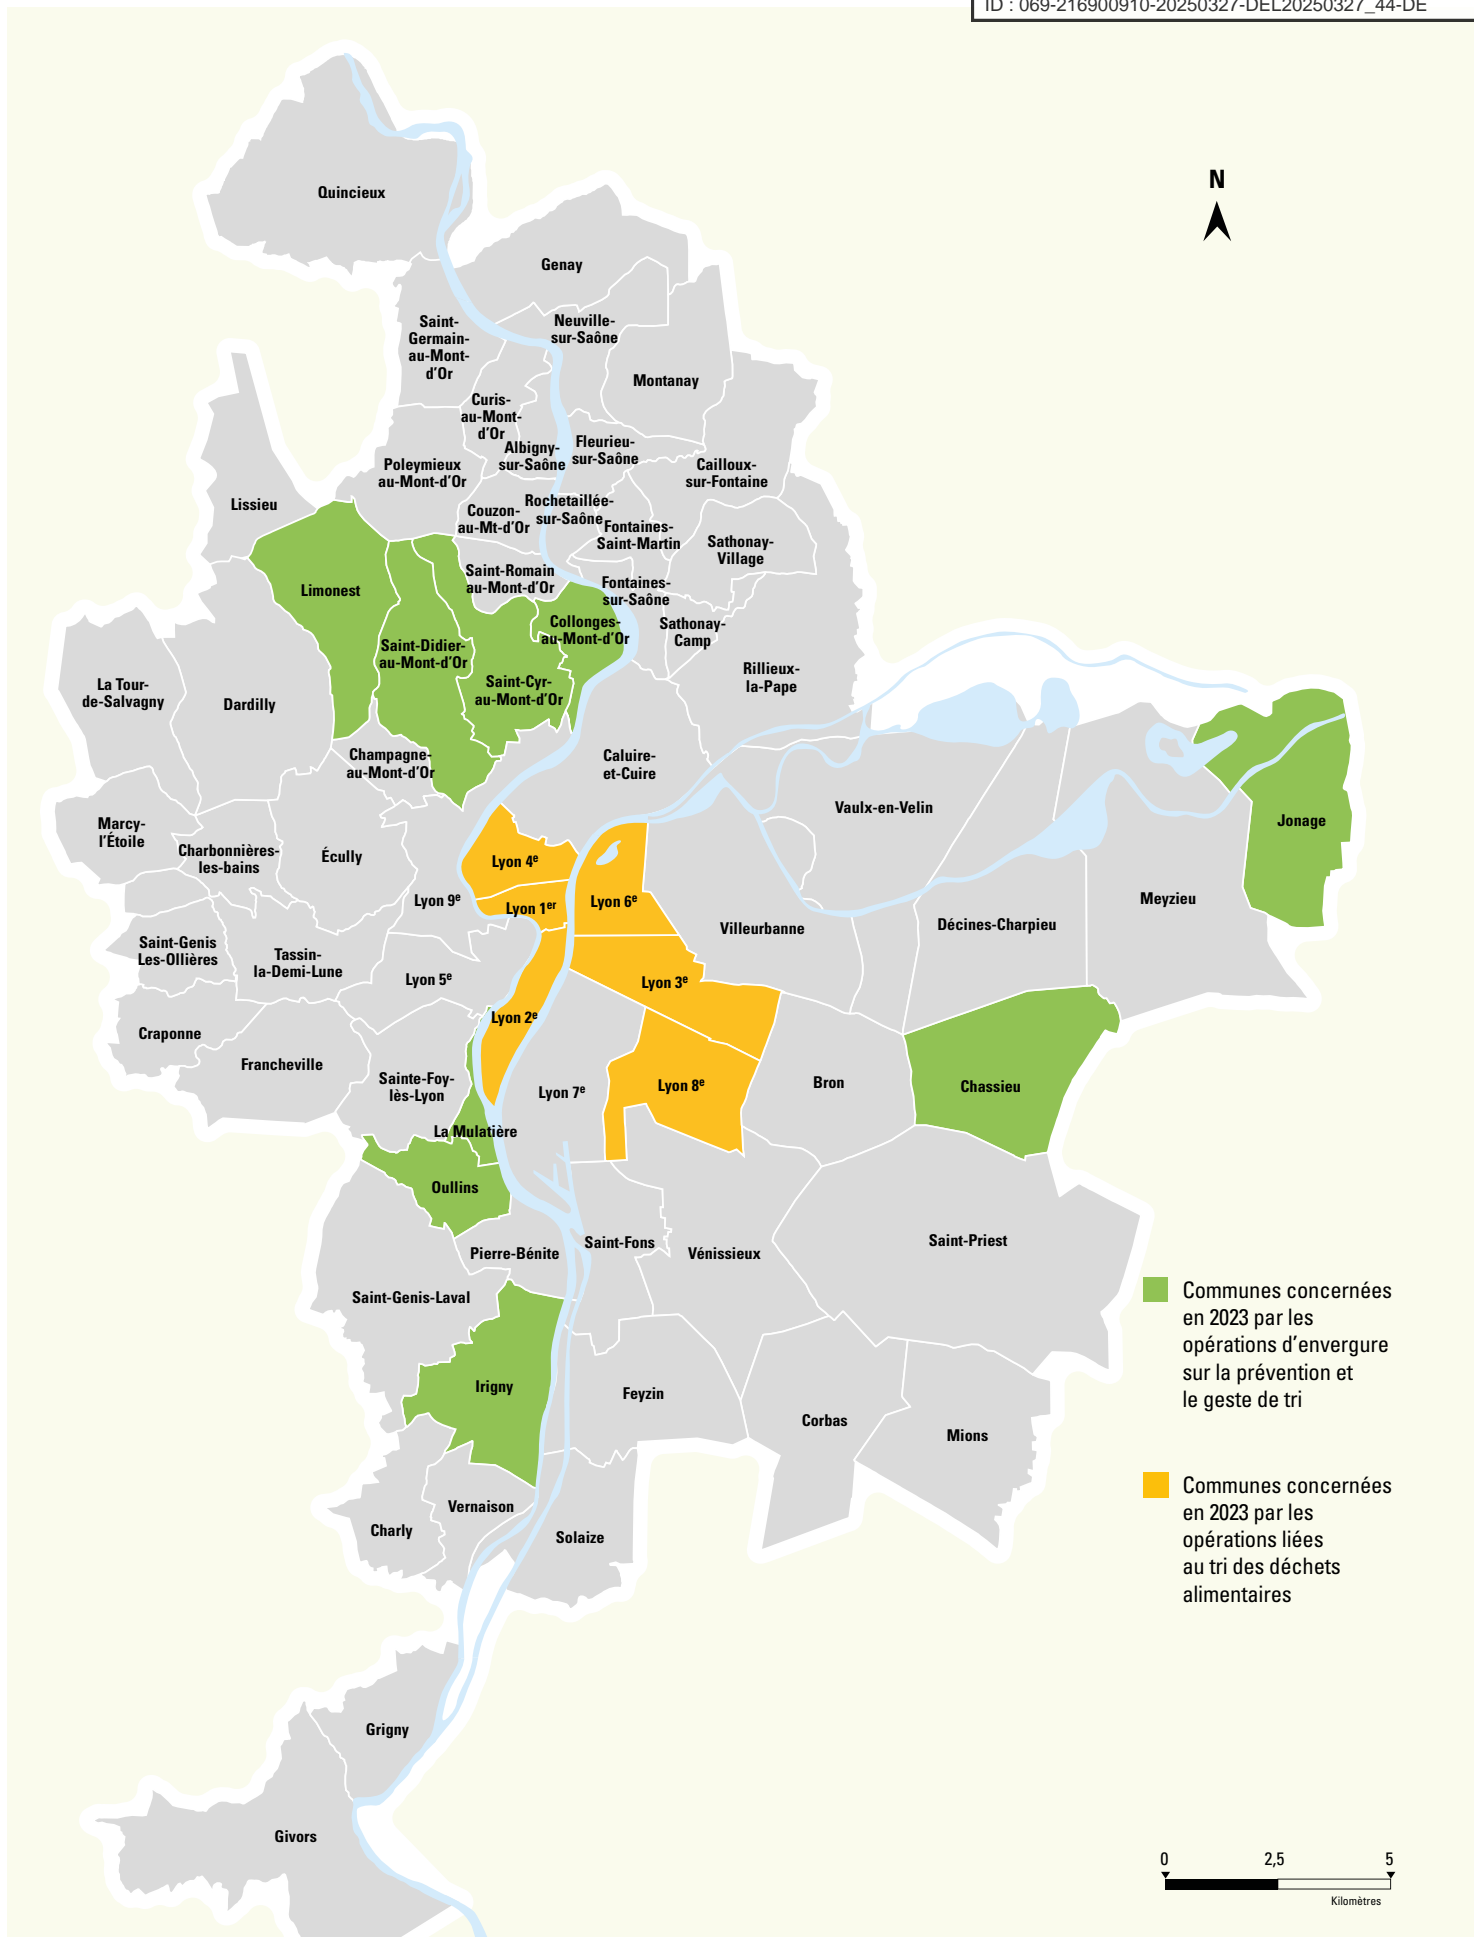 ID : 069-216900910-20250327-DEL20250327_44-DE
N
Quincieux
Genay
Saint-
Germain-
au-Mont-
d'Or
Neuville-
sur-Saône
Montanay
Curis-
au-Mont-
d'Or
Albigny-
sur-Saône
Fleurieu-
sur-Saône
Poleymieux
au-Mont-d'Or
Cailloux-
sur-Fontaine
Lissieu
Couzon-
au-Mt-d'Or
Rochetaillée-
sur-Saône
Fontaines-
Saint-Martin
Sathonay-
Village
Limonest
Saint-Romain
au-Mont-d'Or
Fontaines-
sur-Saône
Collonges-
au-Mont-d'Or
Sathonay-
Camp
Saint-Didier-
au-Mont-d'Or
Saint-Cyr-
au-Mont-d'Or
Rillieux-
la-Pape
La Tour-
de-Salvagny
Dardilly
Champagne-
au-Mont-d'Or
Caluire-
et-Cuire
Vaulx-en-Velin
Jonage
Marcy-
l'Étoile
Charbonnières-
les-bains
Écully
Lyon 4e
Lyon 9e
Lyon 1er
Lyon 6e
Meyzieu
Villeurbanne
Décines-Charpieu
Saint-Genis
Les-Ollières
Tassin-
la-Demi-Lune
Lyon 5e
Lyon 3e
Lyon 2e
Craponne
Francheville
Sainte-Foy-
lès-Lyon
Lyon 7e
Lyon 8e
Bron
Chassieu
La Mulatière
Oullins
Pierre-Bénite
Saint-Fons
Vénissieux
Saint-Priest
Saint-Genis-Laval
Irigny
Feyzin
Corbas
Mions
Vernaison
Charly
Solaize
Grigny
Givors
Communes concernées
en 2023 par les
opérations d'envergure
sur la prévention et
le geste de tri
Communes concernées
en 2023 par les
opérations liées
au tri des déchets
alimentaires
0 2,5 5
Kilomètres